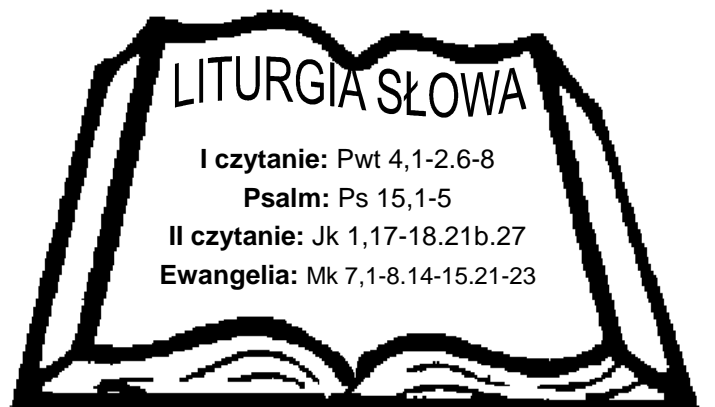 LITURGIA SŁOWA
I czytanie: Pwt 4,1-2.6-8
Psalm: Ps 15,1-5
II czytanie: Jk 1,17-18.21b.27
Ewangelia: Mk 7,1-8.14-15.21-23